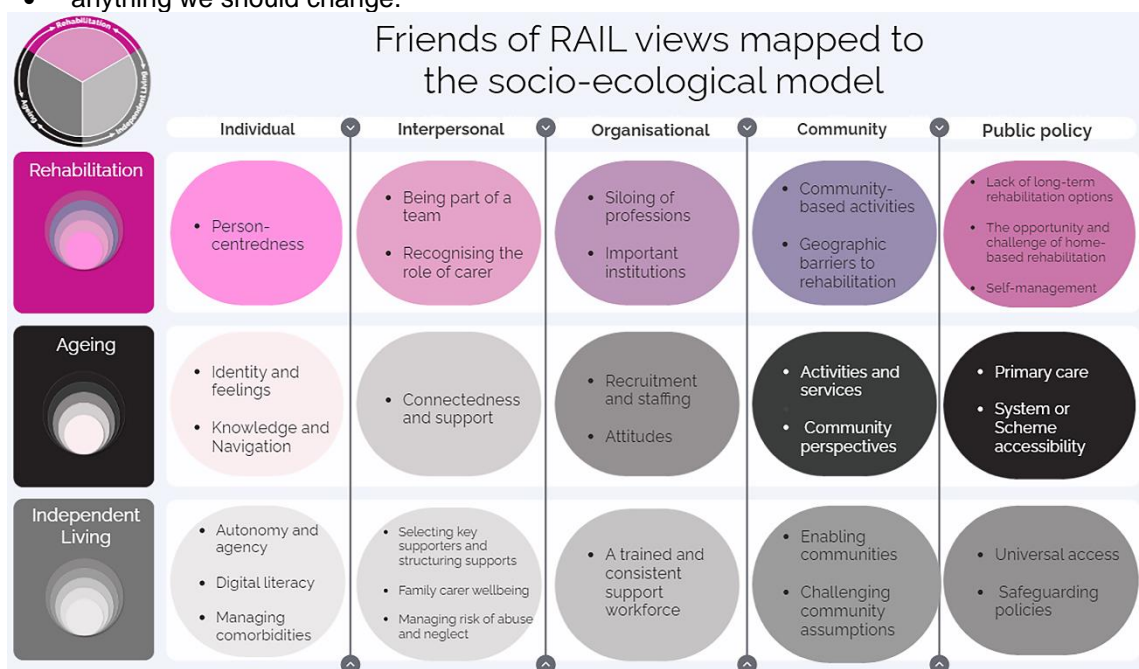 • anything we should change.
Rehabilitation
Ageing
Independent Living
Friends of RAIL views mapped to
the socio-ecological model
Individual
Interpersonal
Organisational
Community
Public policy
Rehabilitation
• Person-
centredness
• Being part of a
team
• Recognising the
role of carer
• Siloing of
professions
• Important
institutions
• Community-
based activities
• Geographic
barriers to
rehabilitation
• Lack of long-term
rehabilitation options
• The opportunity and
challenge of home-
based rehabilitation
• Self-management
Ageing
• Identity and
feelings
• Knowledge and
Navigation
• Connectedness
and support
• Recruitment
and staffing
• Attitudes
• Activities and
services
• Community
perspectives
• Primary care
• System or
Scheme
accessibility
Independent
Living
• Autonomy and
agency
• Digital literacy
• Managing
comorbidities
• Selecting key
supporters and
structuring supports
• Family carer wellbeing
• Managing risk of abuse
and neglect
• A trained and
consistent
support
workforce
• Enabling
communities
• Challenging
community
assumptions
• Universal access
• Safeguarding
policies